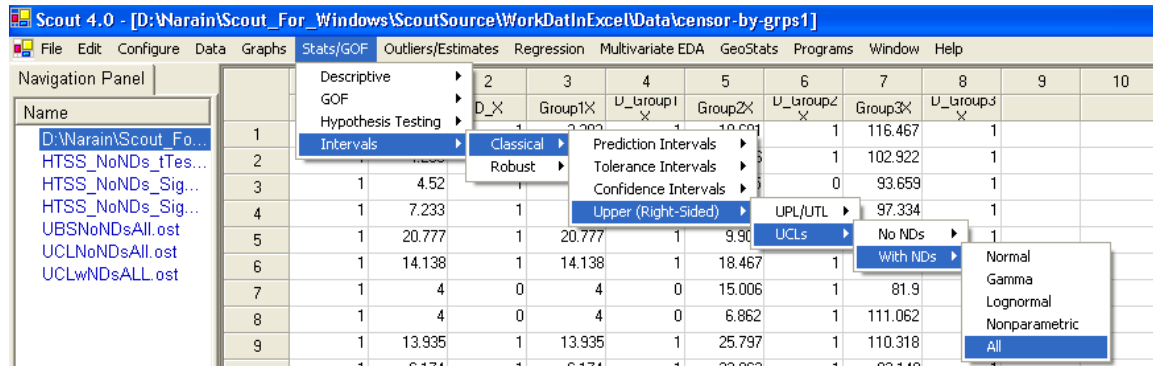 Scout 4.0 - [D:\Narain\Scout_For_Windows\ScoutSource\WorkDatInExcel\Data\censor-by-grps1]
File Edit Configure Data Graphs Stats/GOF Outliers/Estimates Regression Multivariate EDA GeoStats Programs Window Help
Navigation Panel
Name
D:\Narain\Scout_Fo...
HTSS_NoNDs_tTes...
HTSS_NoNDs_Sig...
HTSS_NoNDs_Sig...
UBSNoNDsAll.ost
UCLNoNDsAll.ost
UCLwNDsALL.ost
Descriptive
GOF
Hypothesis Testing
Intervals
Classical
Robust
Prediction Intervals
Tolerance Intervals
Confidence Intervals
Upper (Right-Sided)
UPL/UTL
UCLs
No NDs
With NDs
Normal
Gamma
Lognormal
Nonparametric
All
2 3 4 5 6 7 8 9 10
D_X Group1X D_Group1X Group2X D_Group2X Group3X D_Group3X
1 1 1 1 116.467 1
2 1 102.922 1
3 1 4.52 0 93.659 1
4 1 7.233 97.334 1
5 1 20.777 1 20.777 1 1
6 1 14.138 1 14.138 1 18.467 1
7 1 4 0 4 0 15.006 1 81.9
8 1 4 0 4 0 6.862 1 111.062
9 1 13.935 1 13.935 1 25.797 1 110.318